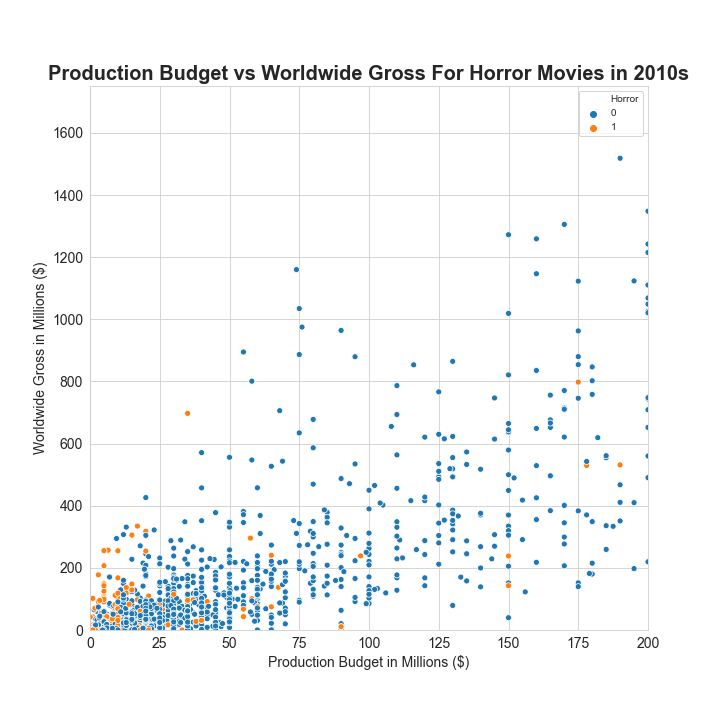 Production Budget vs Worldwide Gross For Horror Movies in 2010s
Horror
0
1
Worldwide Gross in Millions ($)
1600
1400
1200
1000
800
600
400
200
0
0 25 50 75 100 125 150 175 200
Production Budget in Millions ($)